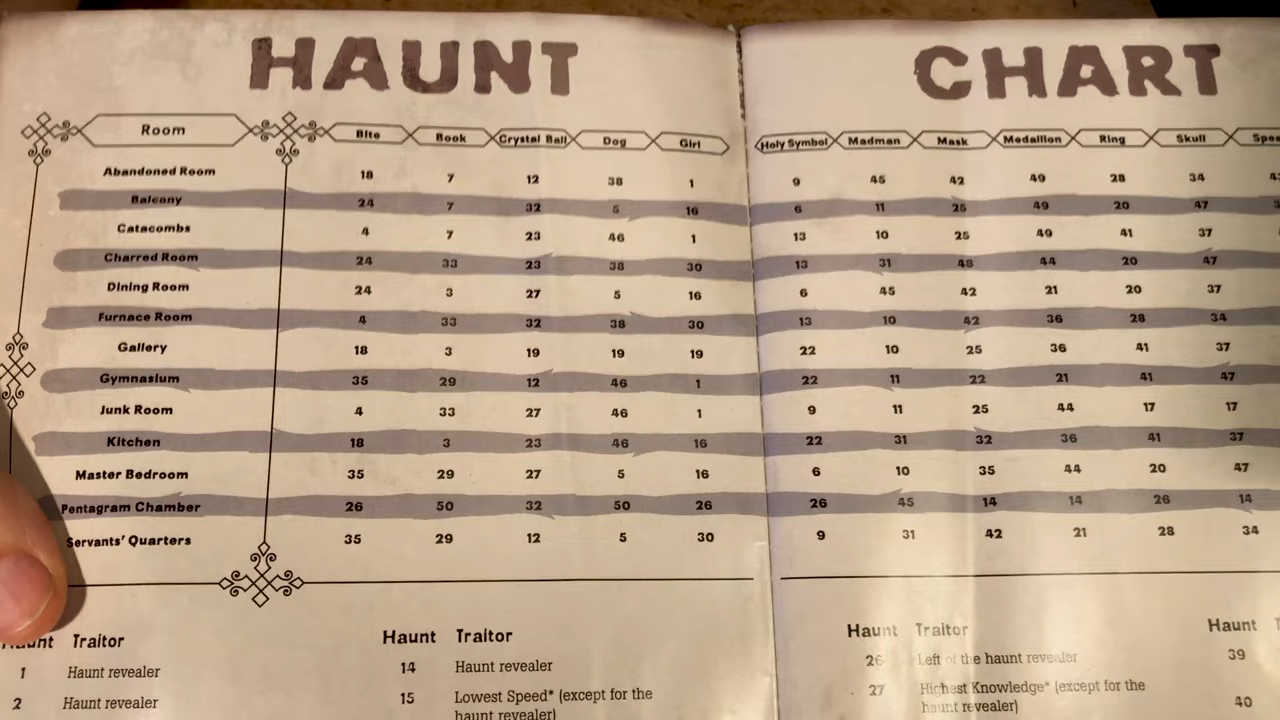 HAUNT CHART
Room Bite Book Crystal Ball Dog Girl Holy Symbol Madman Mask Medallion Ring Skull
Abandoned Room 18 7 12 38 1 9 45 42 49 28 34
Balcony 24 7 32 5 16 6 11 25 49 20 47
Catacombs 4 7 23 46 1 13 10 25 49 41 37
Charred Room 24 33 23 38 30 13 31 48 44 20 47
Dining Room 24 3 27 5 16 6 45 42 21 20 37
Furnace Room 4 33 32 38 30 13 10 42 36 28 34
Gallery 18 3 19 19 19 22 10 25 36 41 37
Gymnasium 35 29 12 46 1 22 11 22 21 41 47
Junk Room 4 33 27 46 1 9 11 25 44 17 17
Kitchen 18 3 23 46 16 22 31 32 36 41 37
Master Bedroom 35 29 27 5 16 6 10 35 44 20 47
Pentagram Chamber 26 50 32 50 26 26 45 14 14 26 14
Servants' Quarters 35 29 12 5 30 9 31 42 21 28 34
Haunt Traitor
1 Haunt revealer
2 Haunt revealer
Haunt Traitor
14 Haunt revealer
15 Lowest Speed* (except for the
haunt revealer)
Haunt Traitor
26 Left of the haunt revealer
27 Highest Knowledge* (except for the
haunt revealer)
Haunt
39
40